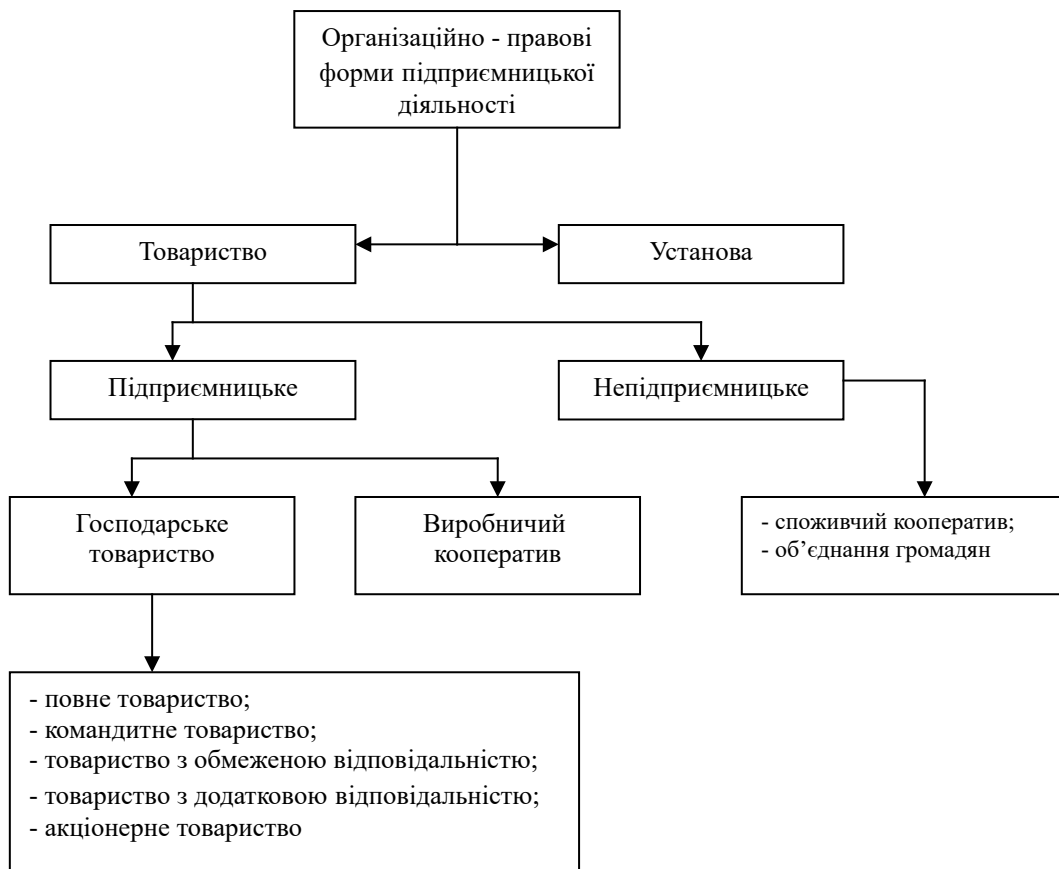 Організаційно - правові
форми підприємницької
діяльності
Товариство
Установа
Підприємницьке
Непідприємницьке
Господарське
товариство
Виробничий
кооператив
- споживчий кооператив;
- об’єднання громадян
- повне товариство;
- командитне товариство;
- товариство з обмеженою відповідальністю;
- товариство з додатковою відповідальністю;
- акціонерне товариство